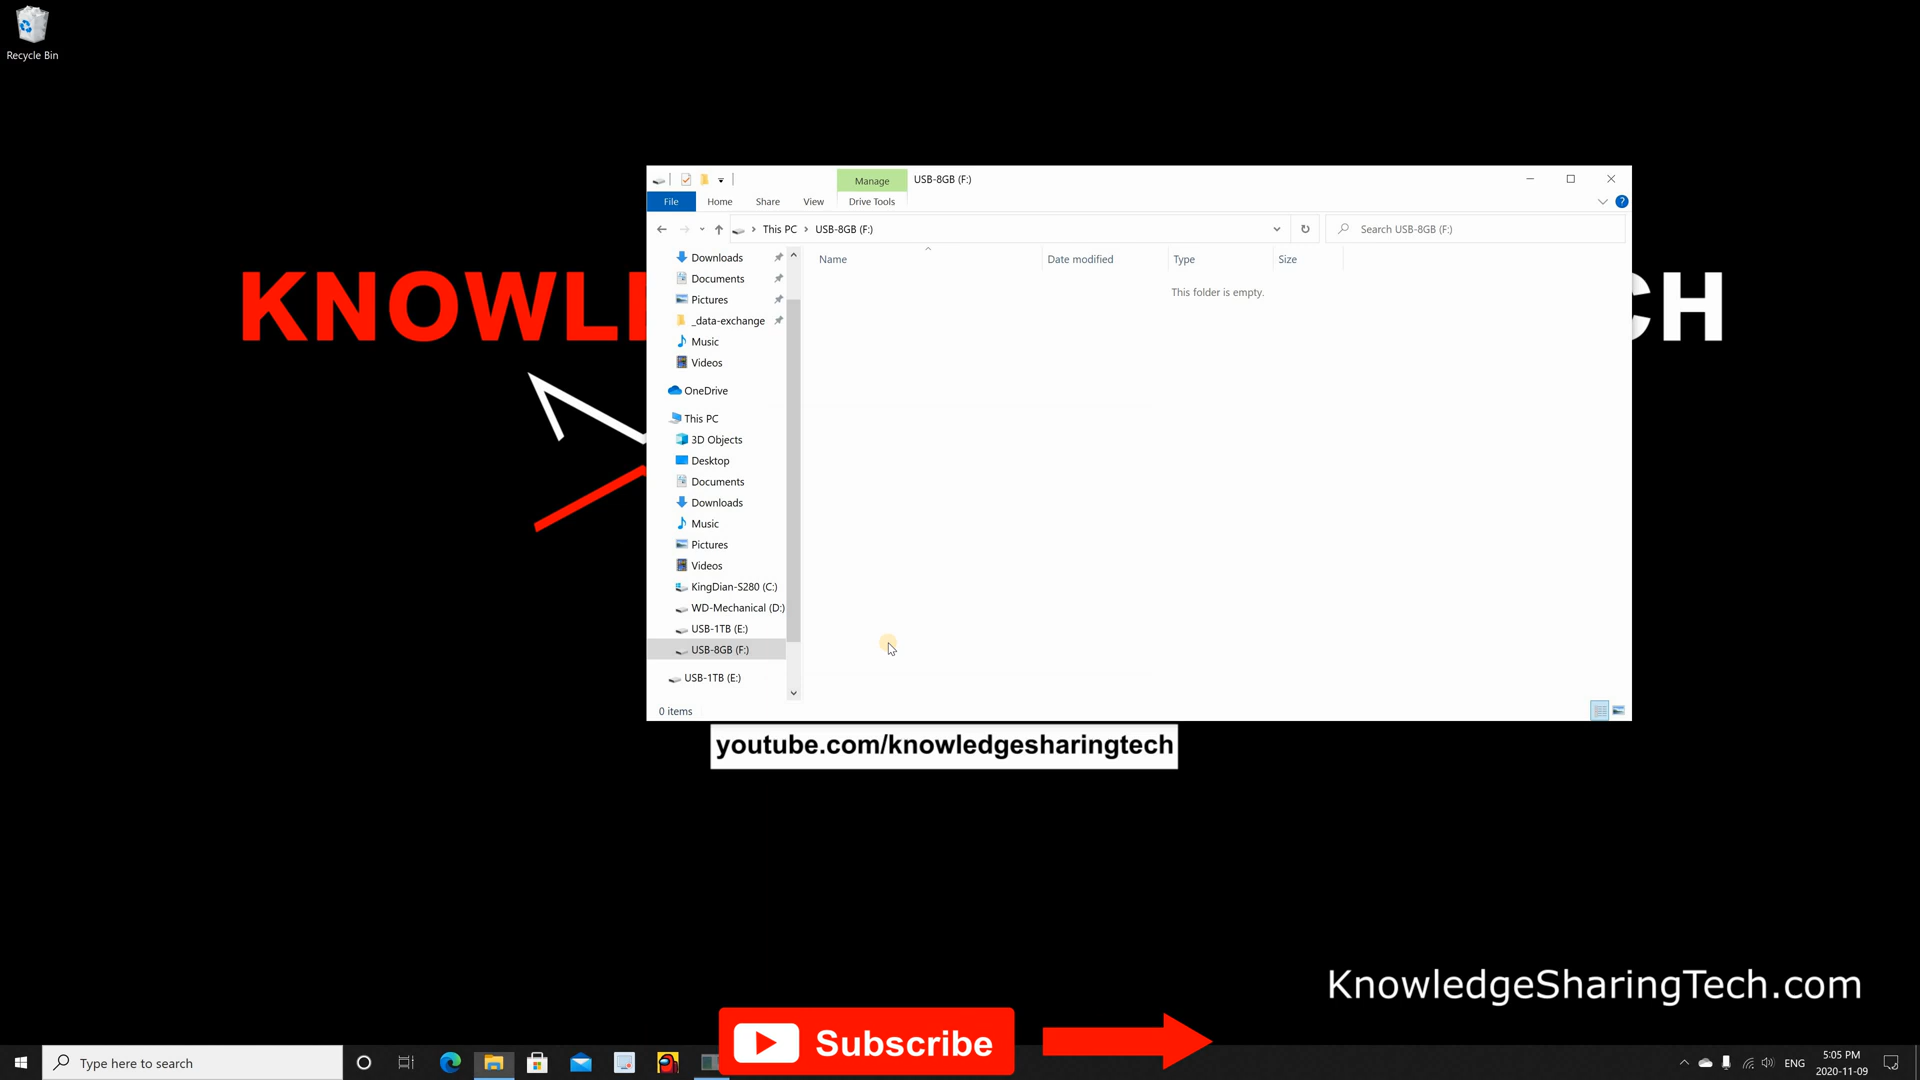 Recycle Bin
KNOWL
CH
Manage
USB-8GB (F:)
File
Home
Share
View
Drive Tools
This PC
USB-8GB (F:)
Search USB-8GB (F:)
Name
Date modified
Type
Size
This folder is empty.
Downloads
Documents
Pictures
_data-exchange
Music
Videos
OneDrive
This PC
3D Objects
Desktop
Documents
Downloads
Music
Pictures
Videos
KingDian-S280 (C:)
WD-Mechanical (D:)
USB-1TB (E:)
USB-8GB (F:)
USB-1TB (E:)
0 items
youtube.com/knowledgesharingtech
KnowledgeSharingTech.com
Subscribe
Type here to search
ENG
5:05 PM
2020-11-09